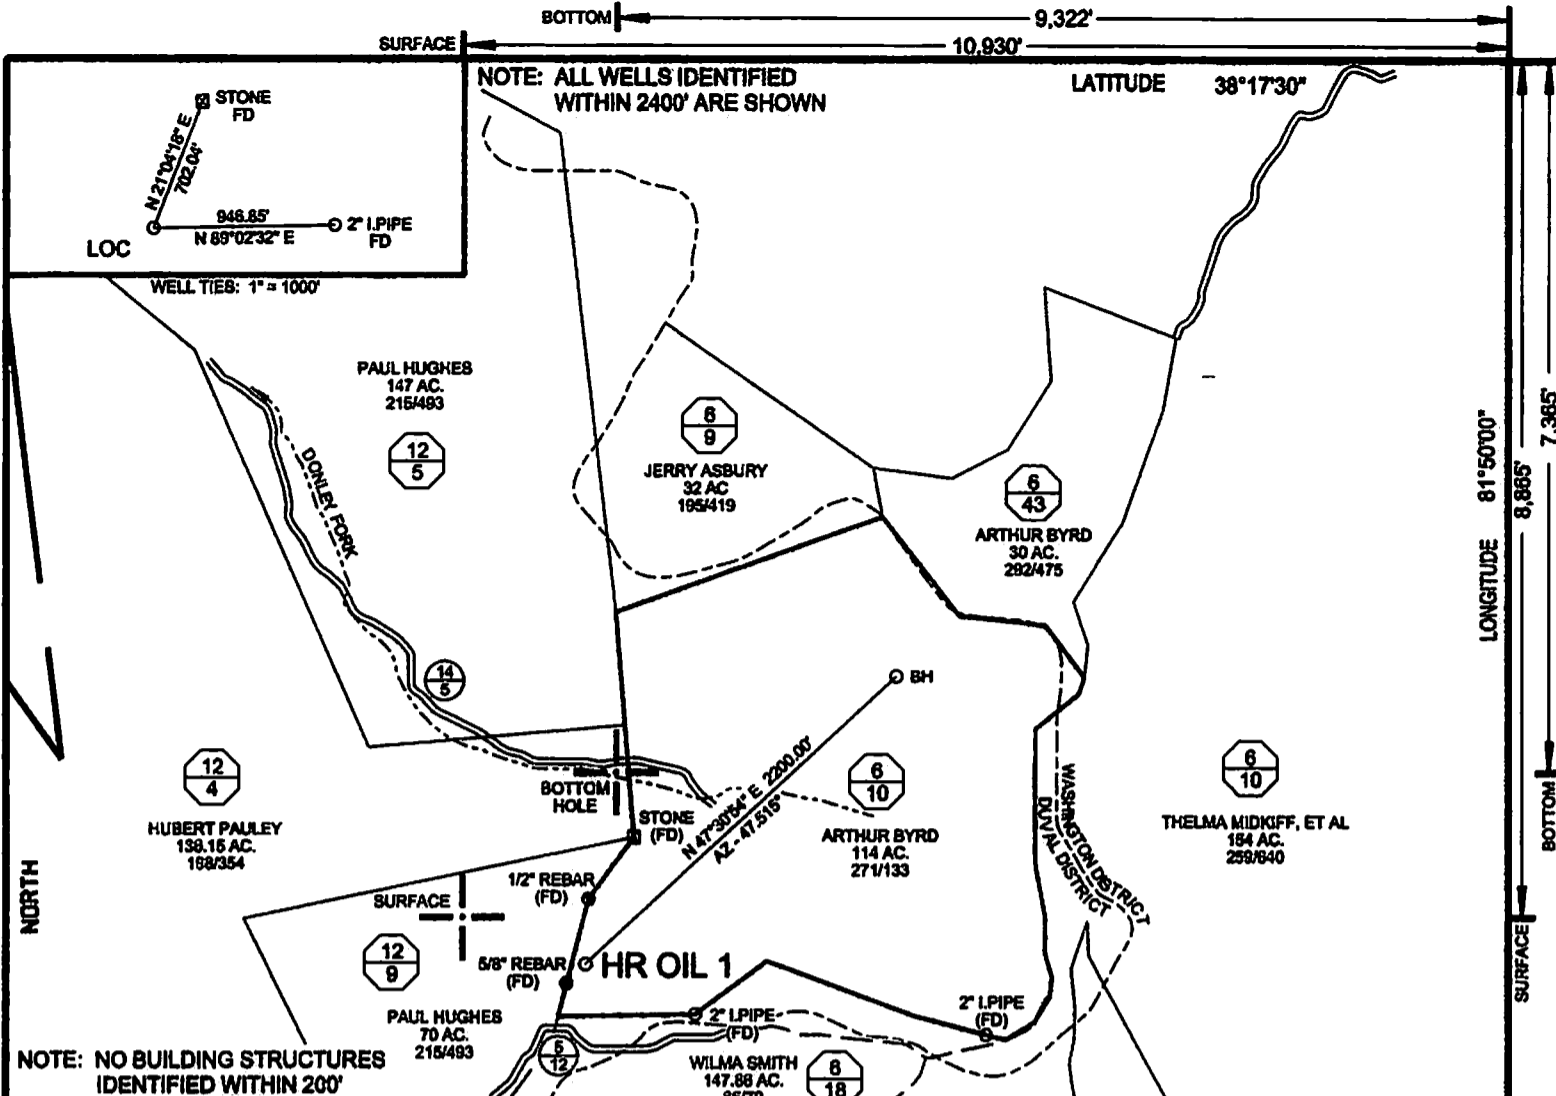 BOTTOM
9,322'
SURFACE
10,930'
NOTE: ALL WELLS IDENTIFIED
WITHIN 2400' ARE SHOWN
LATITUDE 38°17'30"
STONE
FD
N 21°04'18" E
702.04'
946.85'
N 89°02'32" E
2" I.PIPE
FD
LOC
WELL TIES: 1" = 1000'
PAUL HUGHES
147 AC.
215/493
12
5
6
9
JERRY ASBURY
32 AC
195/419
6
43
ARTHUR BYRD
30 AC.
292/475
LONGITUDE 81°50'00"
8,865'
7,365'
DONLEY FORK
14
5
BH
12
4
HUBERT PAULEY
138.15 AC.
168/354
BOTTOM
HOLE
STONE
(FD)
N 47°30'54" E 2200.00'
AZ - 47.515°
6
10
ARTHUR BYRD
114 AC.
271/133
WASHINGTON DISTRICT
DUVAL DISTRICT
6
10
THELMA MIDKIFF, ET AL
154 AC.
259/640
BOTTOM
NORTH
1/2" REBAR
(FD)
SURFACE
12
9
5/8" REBAR
(FD)
HR OIL 1
SURFACE
PAUL HUGHES
70 AC.
215/493
2" I.PIPE
(FD)
2" I.PIPE
(FD)
NOTE: NO BUILDING STRUCTURES
IDENTIFIED WITHIN 200'
12
WILMA SMITH
147.88 AC.
18